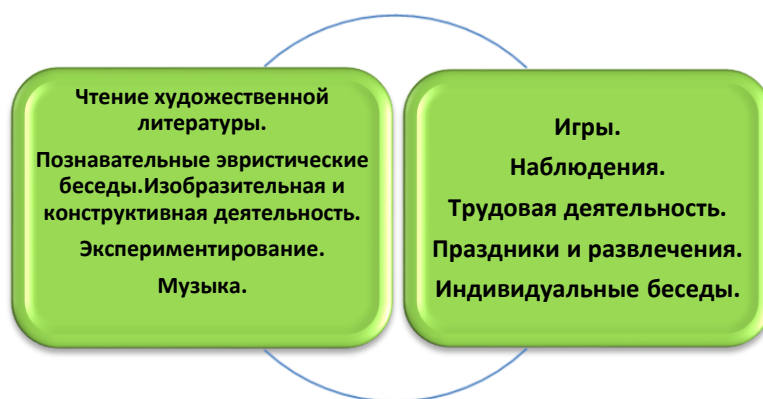 Чтение художественной
литературы.
Познавательные эвристические
беседы.Изобразительная и
конструктивная деятельность.
Экспериментирование.
Музыка.
Игры.
Наблюдения.
Трудовая деятельность.
Праздники и развлечения.
Индивидуальные беседы.